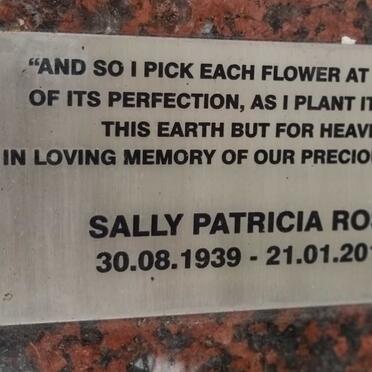 “AND SO I PICK EACH FLOWER AT
OF ITS PERFECTION, AS I PLANT IT
THIS EARTH BUT FOR HEAV
IN LOVING MEMORY OF OUR PRECIO
SALLY PATRICIA RO
30.08.1939 - 21.01.20